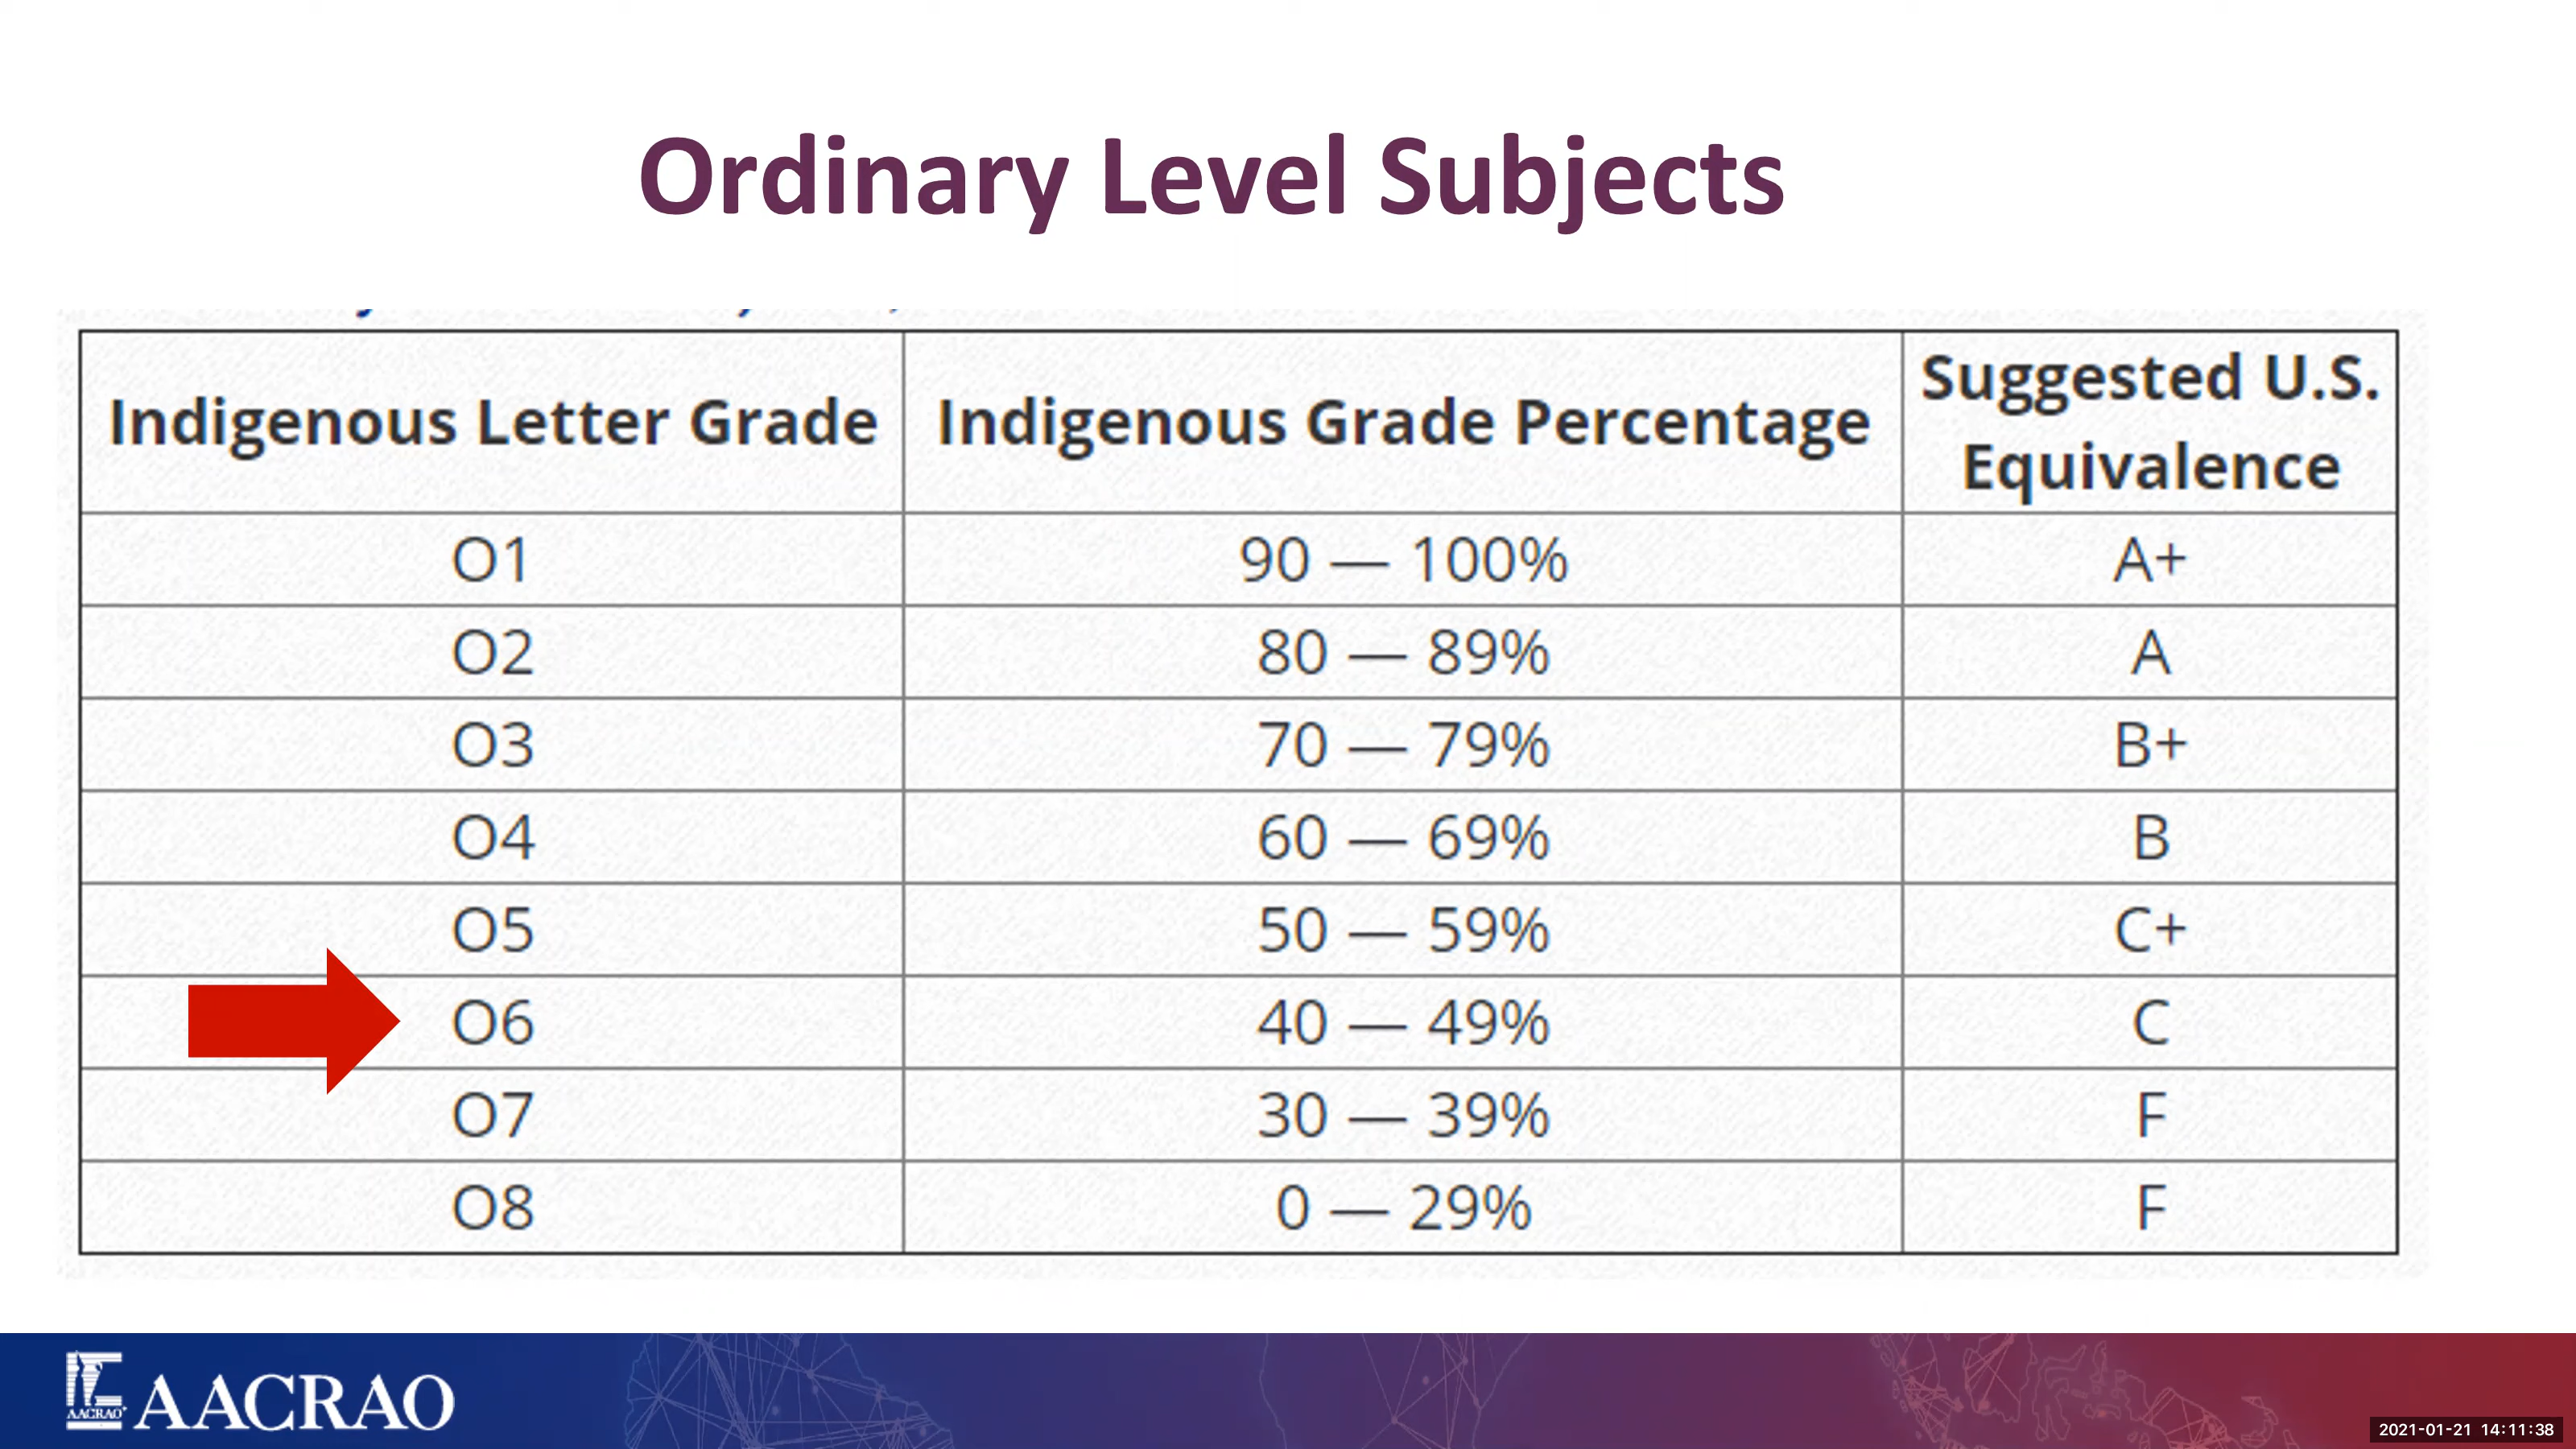 Ordinary Level Subjects
Indigenous Letter Grade Indigenous Grade Percentage Suggested U.S. Equivalence
O1 90 — 100% A+
O2 80 — 89% A
O3 70 — 79% B+
O4 60 — 69% B
O5 50 — 59% C+
O6 40 — 49% C
O7 30 — 39% F
O8 0 — 29% F
AACRAO
AACRAO
2021-01-21 14:11:38